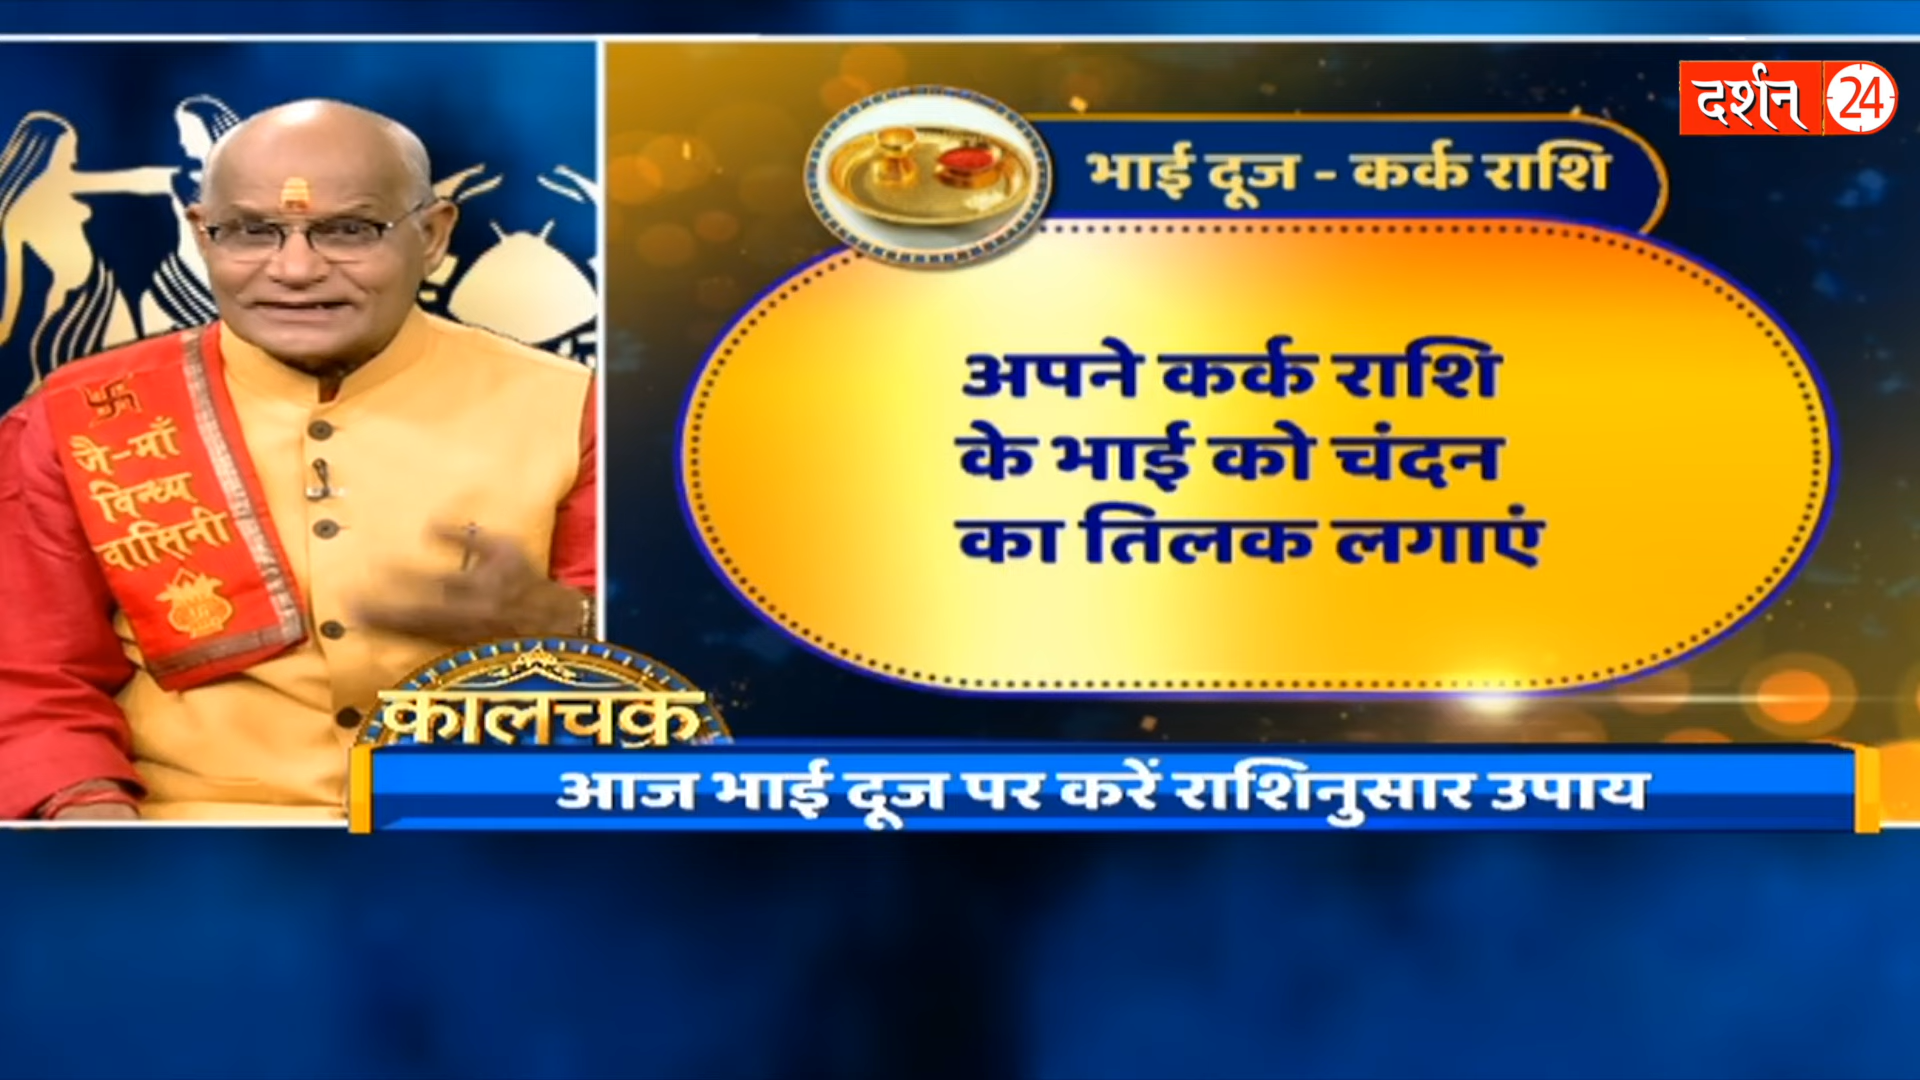 दर्शन 24
भाई दूज - कर्क राशि
अपने कर्क राशि
के भाई को चंदन
का तिलक लगाएं
जै-माँ
विन्ध्य
वासिनी
कालचक्र
आज भाई दूज पर करें राशिनुसार उपाय